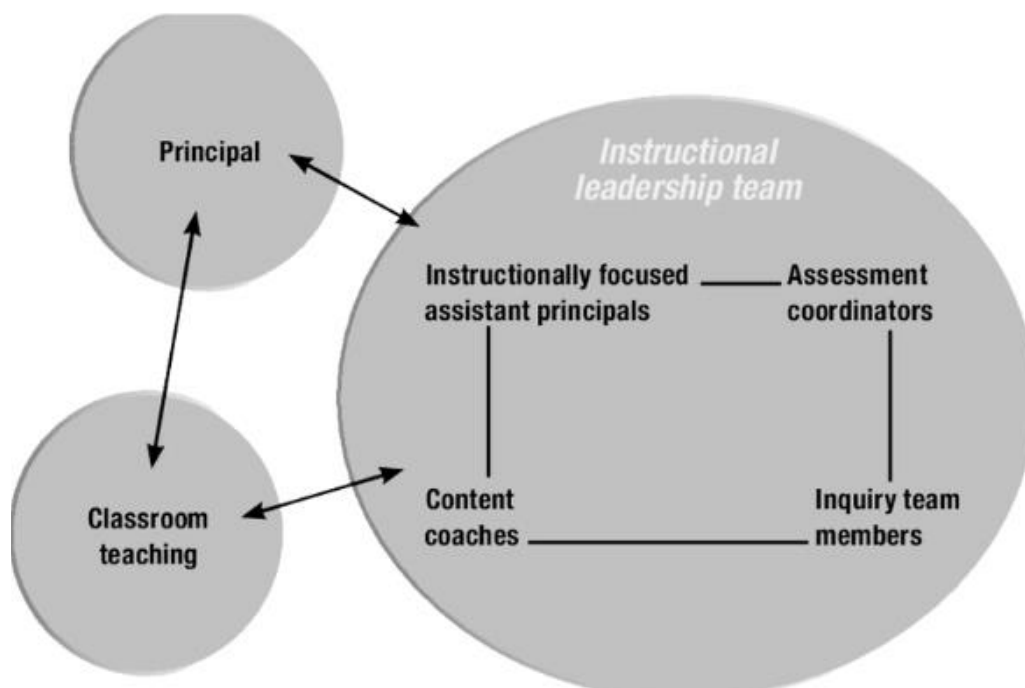 Principal
Instructional
leadership team
Instructionally focused
assistant principals
Assessment
coordinators
Classroom
teaching
Content
coaches
Inquiry team
members